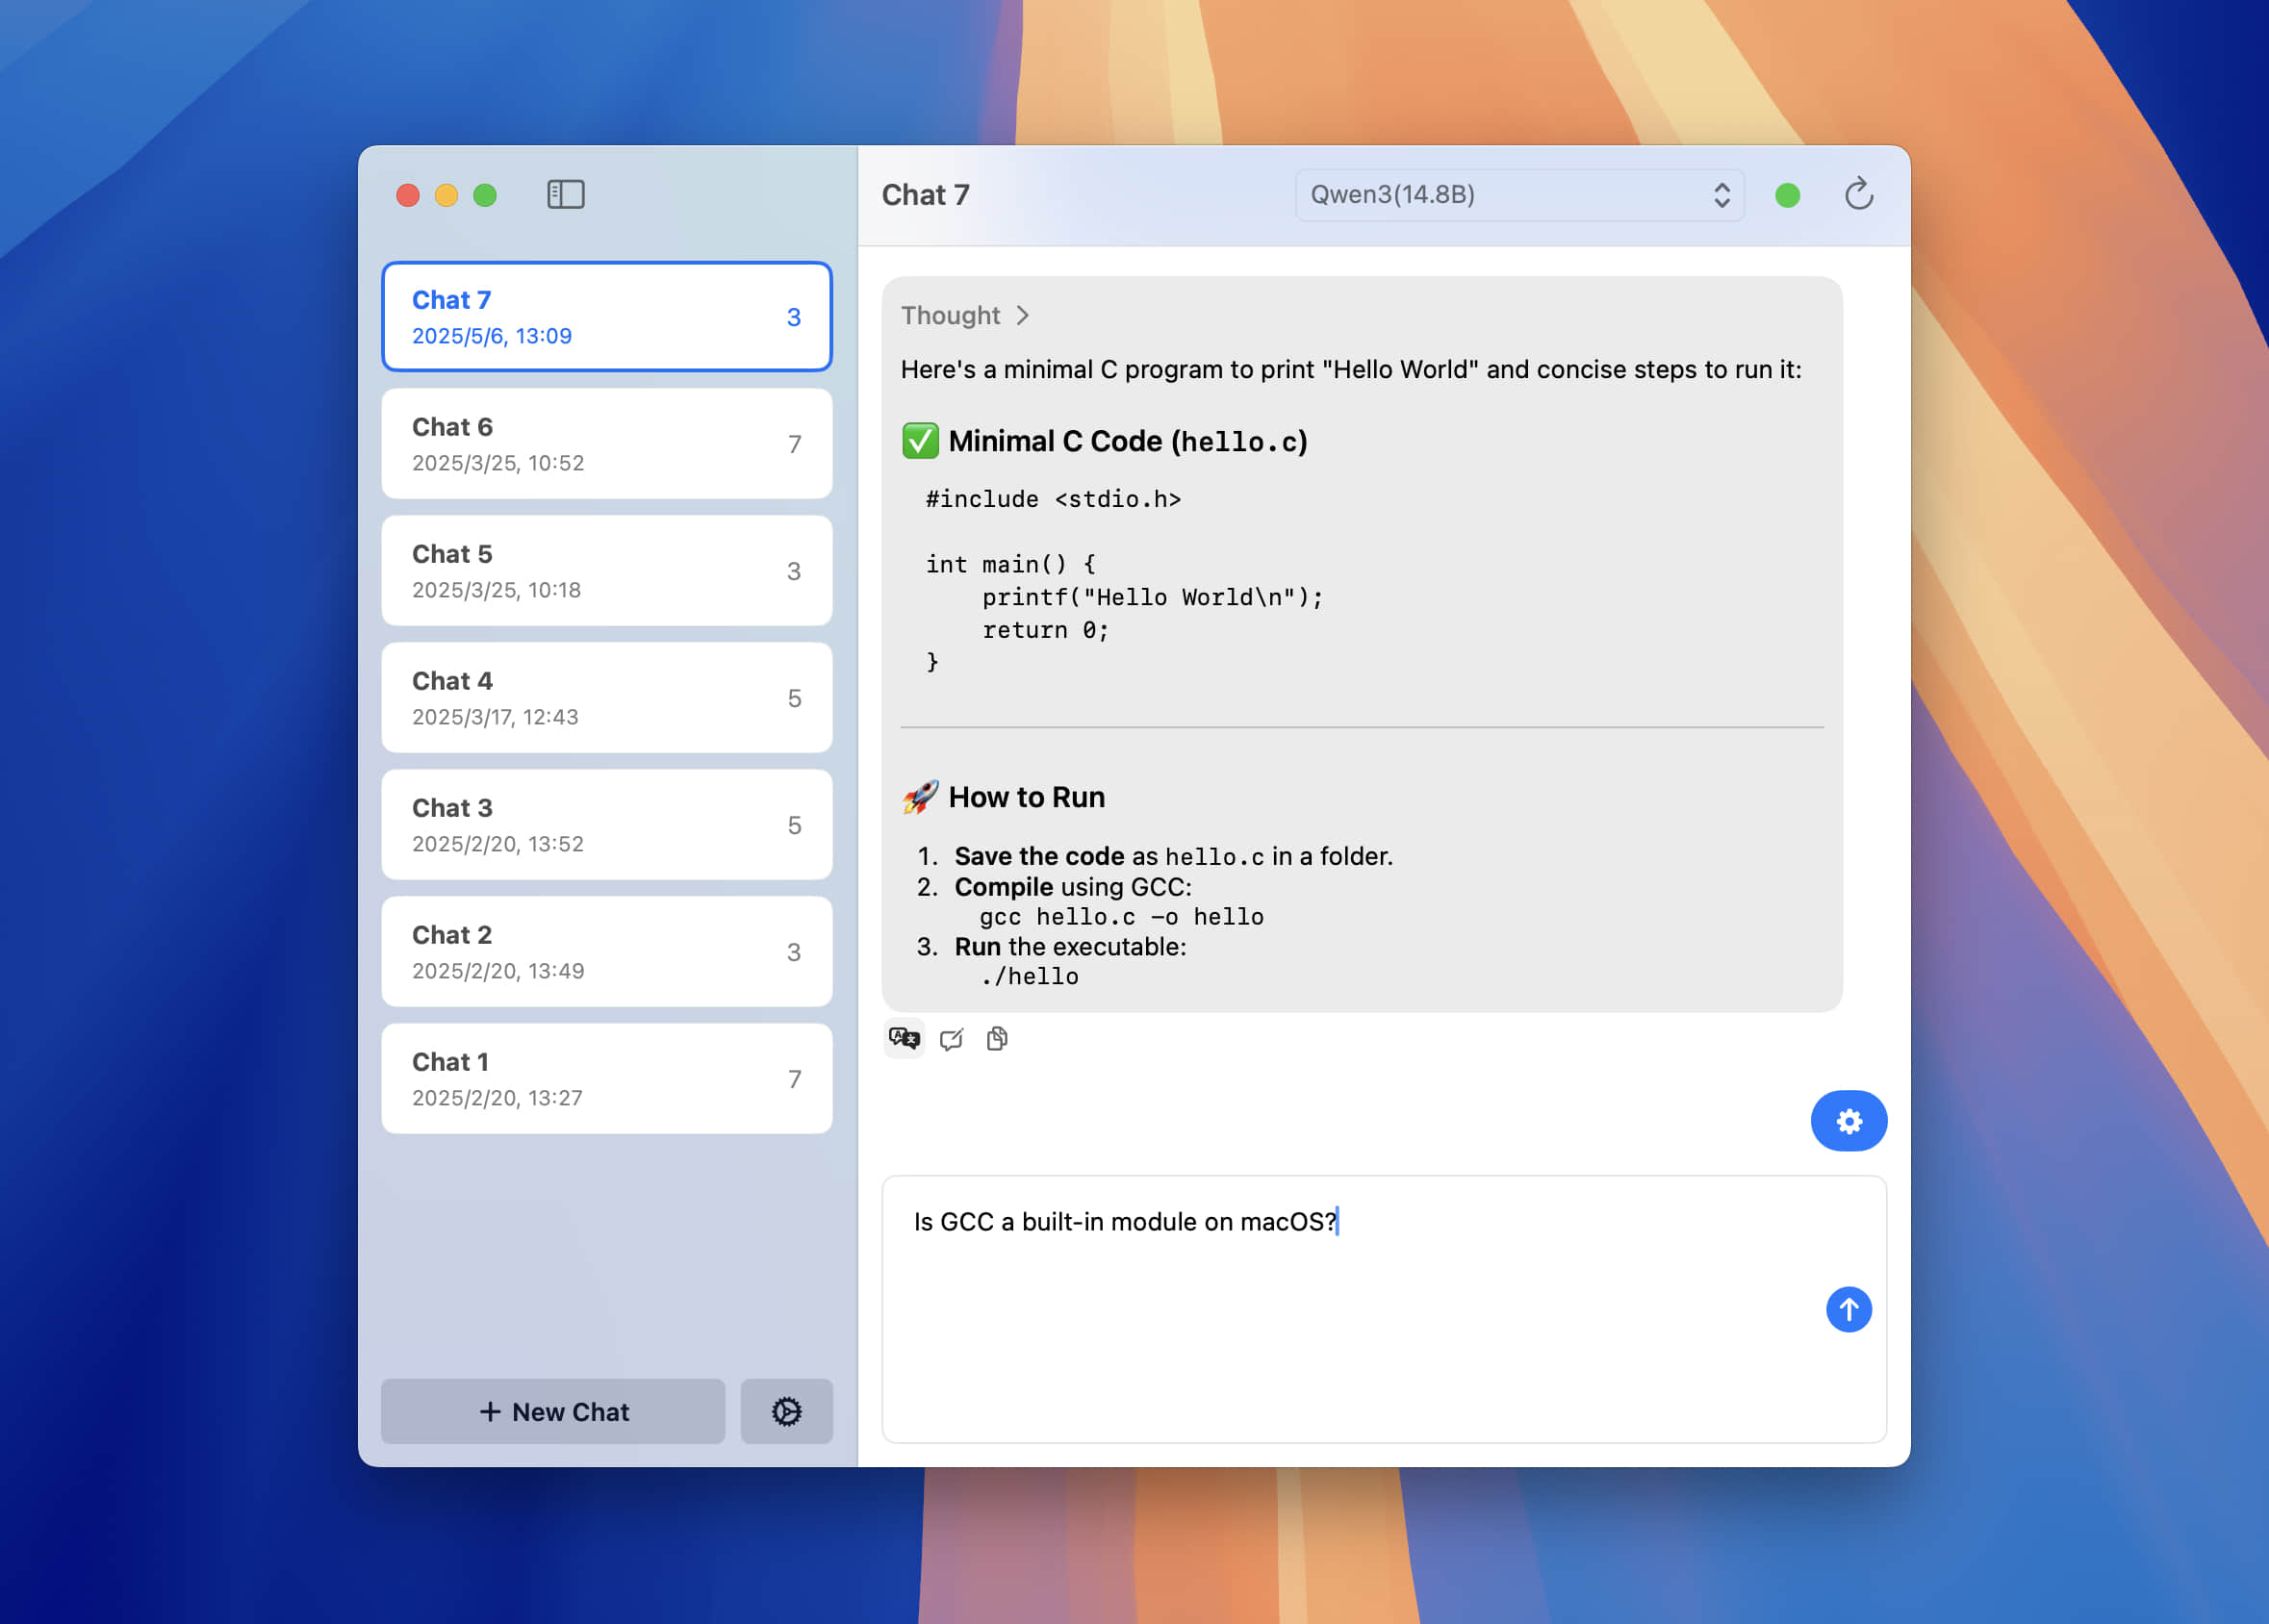 Chat 7
2025/5/6, 13:09
3
Chat 6
2025/3/25, 10:52
7
Chat 5
2025/3/25, 10:18
3
Chat 4
2025/3/17, 12:43
5
Chat 3
2025/2/20, 13:52
5
Chat 2
2025/2/20, 13:49
3
Chat 1
2025/2/20, 13:27
7
+ New Chat
Chat 7
Qwen3(14.8B)
Thought >
Here's a minimal C program to print "Hello World" and concise steps to run it:
✅ Minimal C Code (hello.c)
#include <stdio.h>
int main() {
    printf("Hello World\n");
    return 0;
}
🚀 How to Run
1. Save the code as hello.c in a folder.
2. Compile using GCC:
gcc hello.c -o hello
3. Run the executable:
./hello
Is GCC a built-in module on macOS?